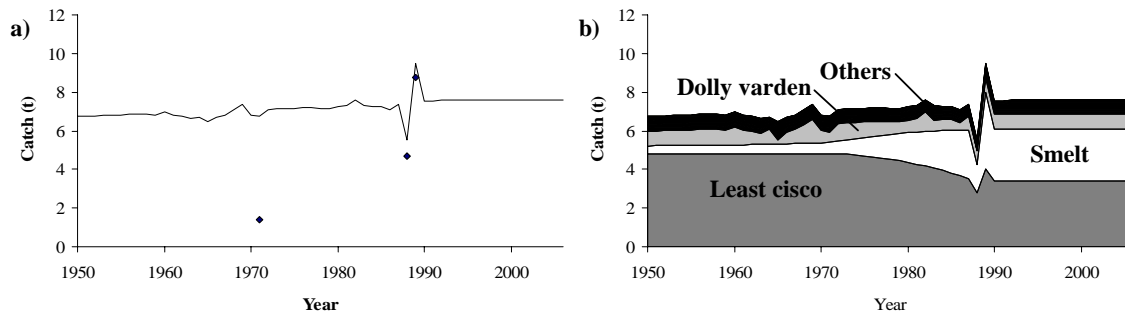 a)
12
10
8
6
4
2
0
Catch (t)
1950 1960 1970 1980 1990 2000
Year
b)
12
10
8
6
4
2
0
Catch (t)
Others
Dolly varden
Smelt
Least cisco
1950 1960 1970 1980 1990 2000
Year